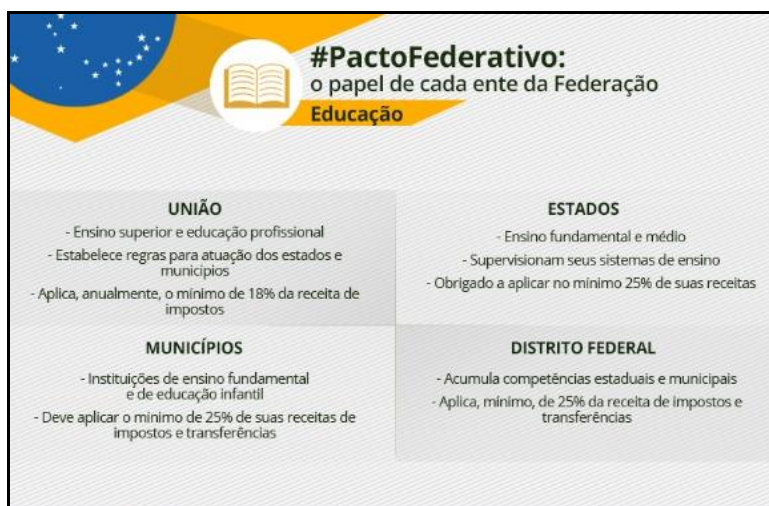 #PactoFederativo:
o papel de cada ente da Federação
Educação
UNIÃO
- Ensino superior e educação profissional
- Estabelece regras para atuação dos estados e
municípios
- Aplica, anualmente, o mínimo de 18% da receita de
impostos
ESTADOS
- Ensino fundamental e médio
- Supervisionam seus sistemas de ensino
- Obrigado a aplicar no mínimo 25% de suas receitas
MUNICÍPIOS
- Instituições de ensino fundamental
e de educação infantil
- Deve aplicar o mínimo de 25% de suas receitas de
impostos e transferências
DISTRITO FEDERAL
- Acumula competências estaduais e municipais
- Aplica, mínimo, de 25% da receita de impostos e
transferências